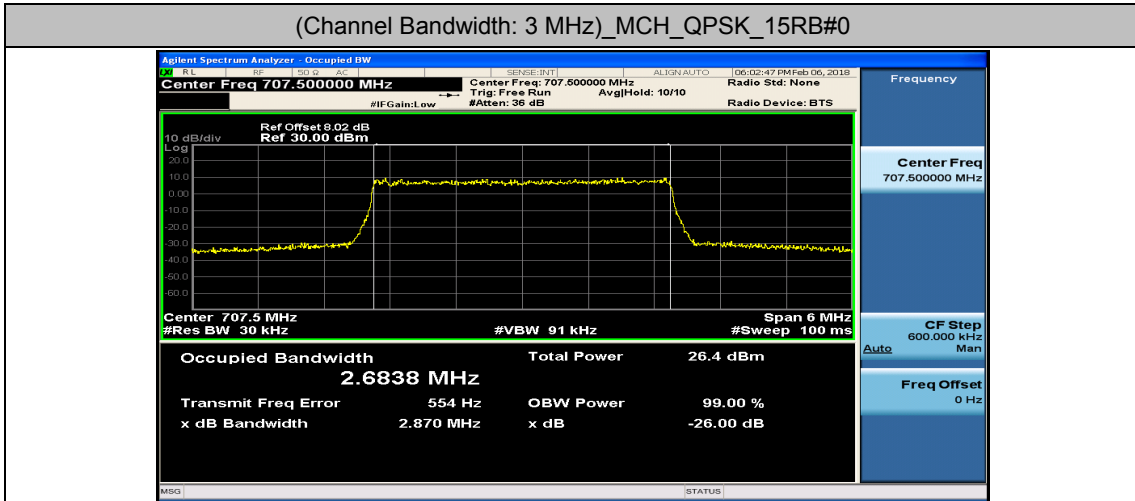 (Channel Bandwidth: 3 MHz)_MCH_QPSK_15RB#0
Agilent Spectrum Analyzer - Occupied BW
LXI RL RF 50 Ω AC SENSE:INT ALIGN AUTO 06:02:47 PM Feb 06, 2018
Center Freq 707.500000 MHz
Center Freq: 707.500000 MHz
Radio Std: None
Trig: Free Run Avg|Hold: 10/10
#IFGain:Low
#Atten: 36 dB
Radio Device: BTS
Ref Offset 8.02 dB
10 dB/div Ref 30.00 dBm
Log
20.0
10.0
0.00
-10.0
-20.0
-30.0
-40.0
-50.0
-60.0
Center 707.5 MHz Span 6 MHz
#Res BW 30 kHz #VBW 91 kHz #Sweep 100 ms
Occupied Bandwidth Total Power 26.4 dBm
2.6838 MHz
Transmit Freq Error 554 Hz OBW Power 99.00 %
x dB Bandwidth 2.870 MHz x dB -26.00 dB
MSG STATUS
Frequency
Center Freq
707.500000 MHz
CF Step
600.000 kHz
Auto Man
Freq Offset
0 Hz